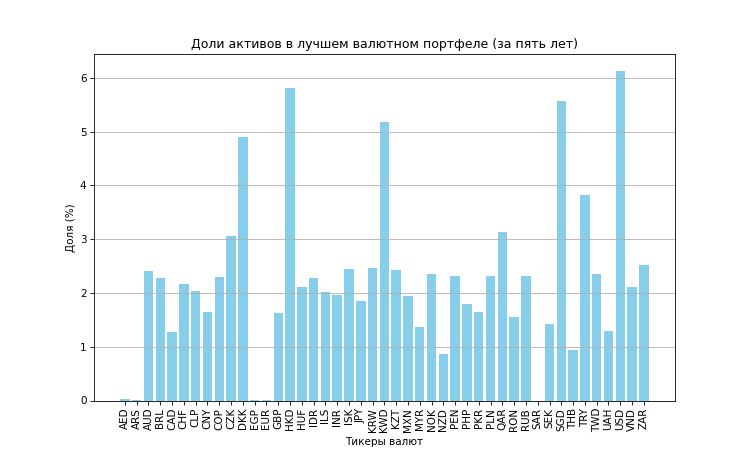 Доли активов в лучшем валютном портфеле (за пять лет)
Доля (%)
6
5
4
3
2
1
0
AED ARS AUD BRL CAD CHF CLP CNY COP CZK DKK EGP EUR GBP HKD HUF IDR ILS INR ISK JPY KRW KWD KZT MXN MYR NOK NZD PEN PHP PKR PLN QAR RON RUB SAR SEK SGD THB TRY TWD UAH USD VND ZAR
Тикеры валют